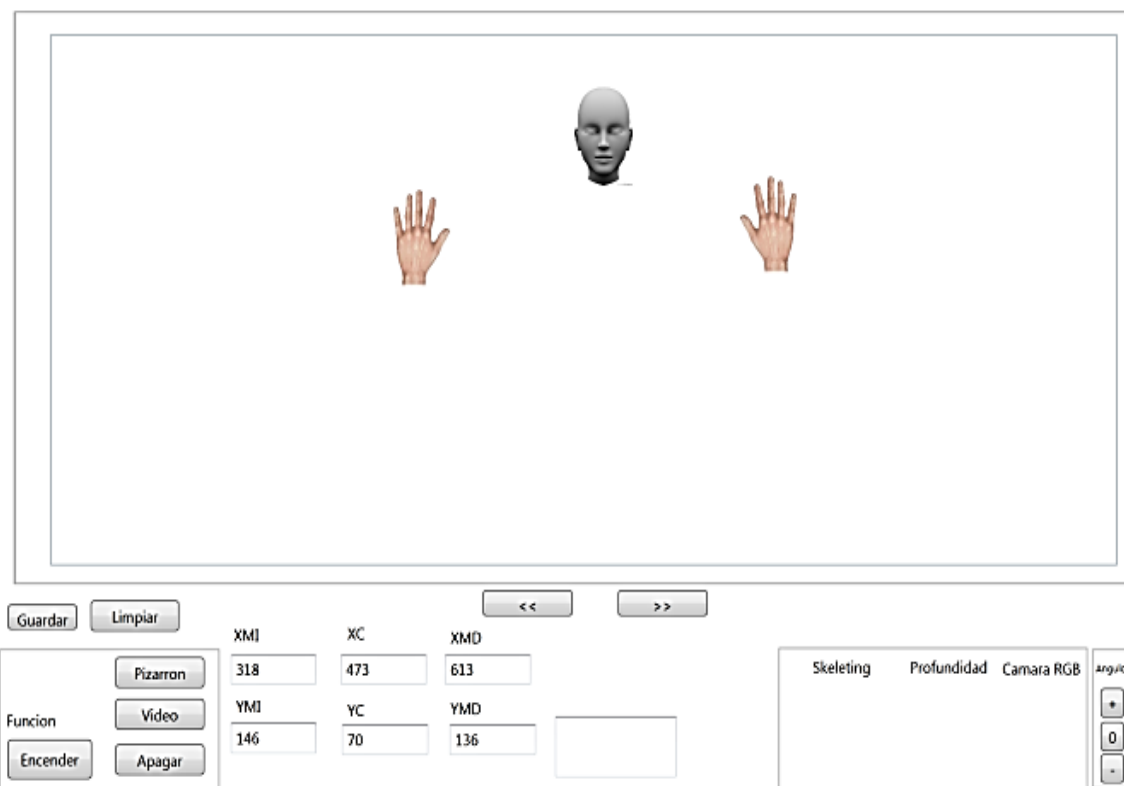 << >>
Guardar Limpiar
XMI XC XMD
318 473 613
YMI YC YMD
146 70 136
Pizarron
Funcion Video
Encender Apagar
Skeleting Profundidad Camara RGB
Angulo
+
0
-